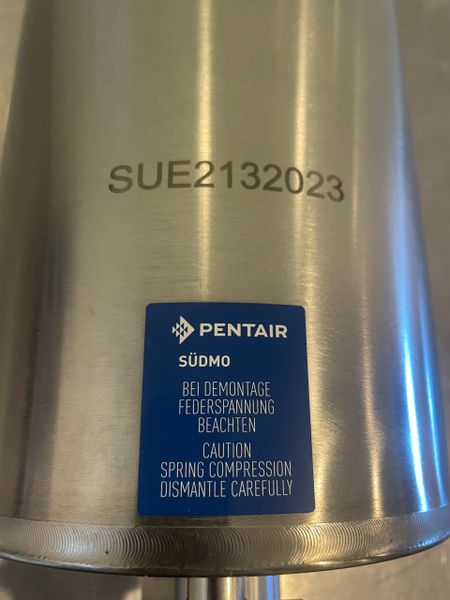 SUE2132023
PENTAIR
SÜDMO
BEI DEMONTAGE
FEDERSPANNUNG
BEACHTEN
CAUTION
SPRING COMPRESSION
DISMANTLE CAREFULLY